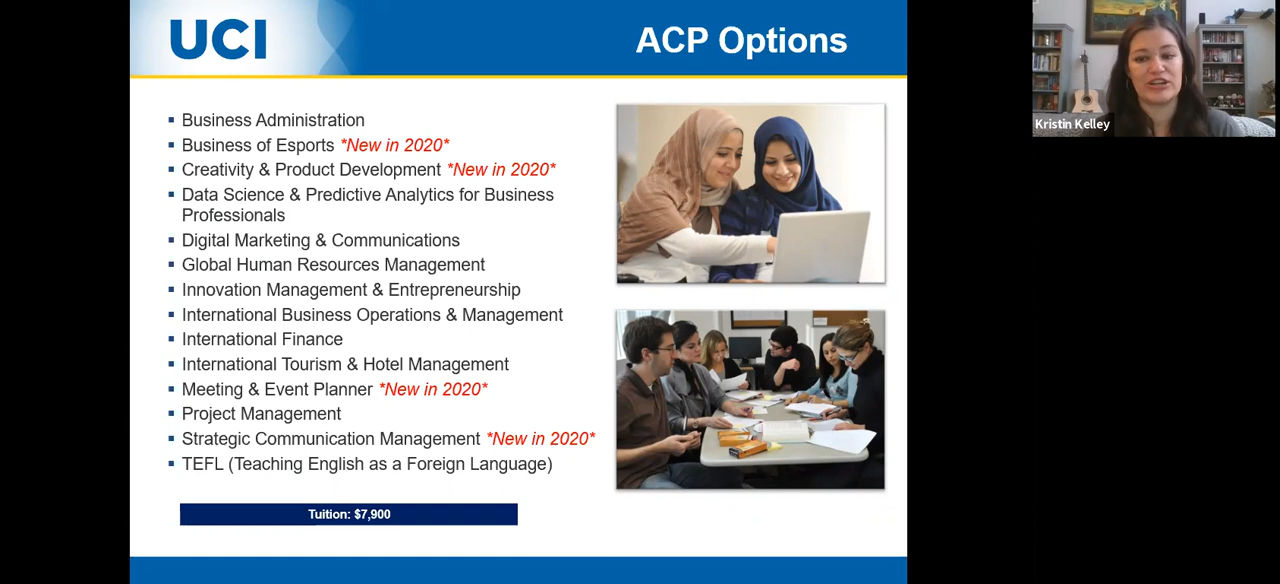 UCI
ACP Options
Kristin Kelley
▪ Business Administration
▪ Business of Esports *New in 2020*
▪ Creativity & Product Development *New in 2020*
▪ Data Science & Predictive Analytics for Business
Professionals
▪ Digital Marketing & Communications
▪ Global Human Resources Management
▪ Innovation Management & Entrepreneurship
▪ International Business Operations & Management
▪ International Finance
▪ International Tourism & Hotel Management
▪ Meeting & Event Planner *New in 2020*
▪ Project Management
▪ Strategic Communication Management *New in 2020*
▪ TEFL (Teaching English as a Foreign Language)
Tuition: $7,900